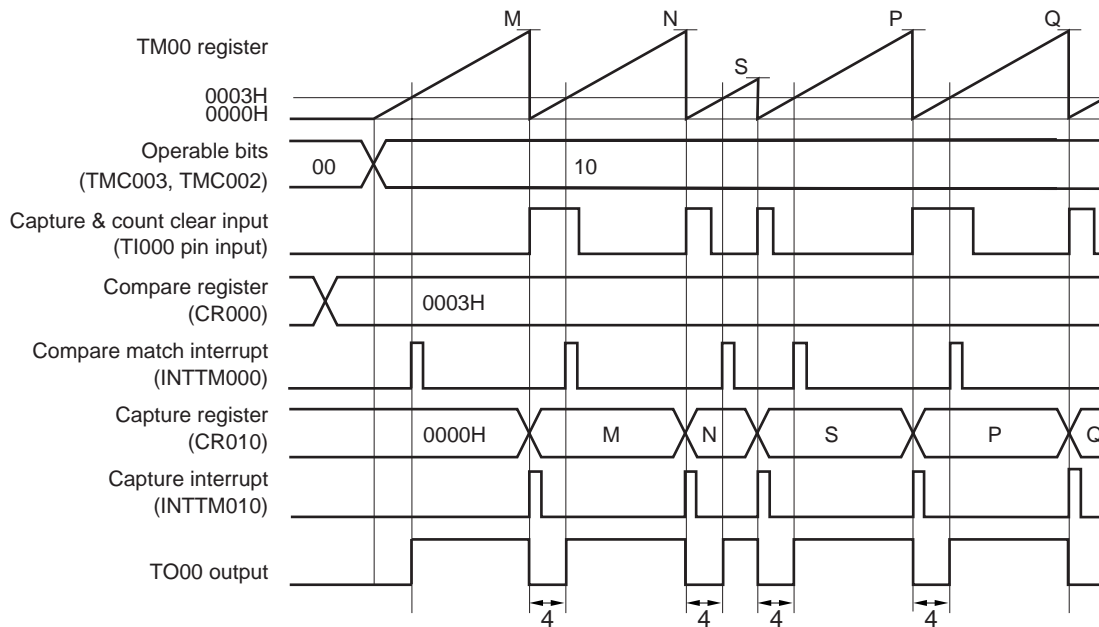 M N P Q
S
TM00 register
0003H
0000H
Operable bits
(TMC003, TMC002)
00 10
Capture & count clear input
(TI000 pin input)
Compare register
(CR000)
0003H
Compare match interrupt
(INTTM000)
Capture register
(CR010)
0000H M N S P Q
Capture interrupt
(INTTM010)
TO00 output
4 4 4 4